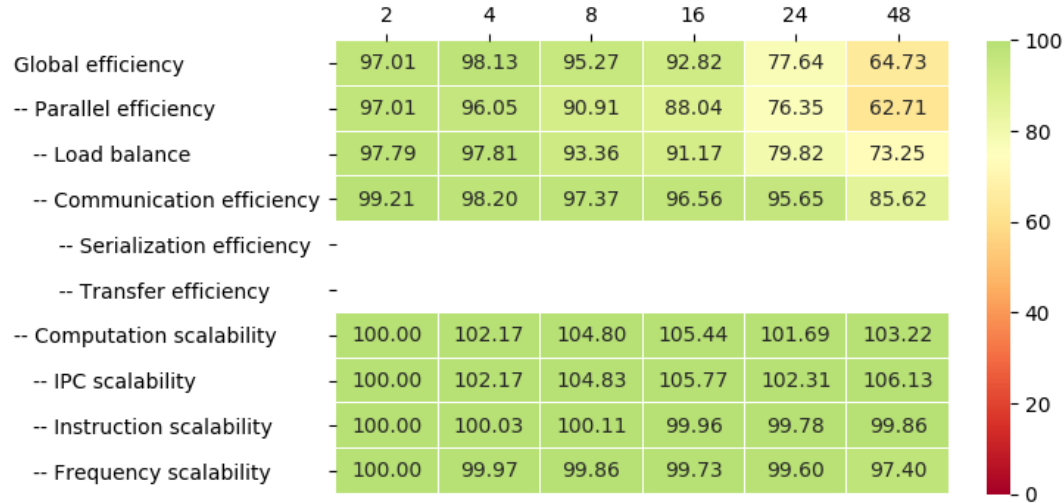 2 4 8 16 24 48
Global efficiency 97.01 98.13 95.27 92.82 77.64 64.73
-- Parallel efficiency 97.01 96.05 90.91 88.04 76.35 62.71
-- Load balance 97.79 97.81 93.36 91.17 79.82 73.25
-- Communication efficiency 99.21 98.20 97.37 96.56 95.65 85.62
-- Serialization efficiency
-- Transfer efficiency
-- Computation scalability 100.00 102.17 104.80 105.44 101.69 103.22
-- IPC scalability 100.00 102.17 104.83 105.77 102.31 106.13
-- Instruction scalability 100.00 100.03 100.11 99.96 99.78 99.86
-- Frequency scalability 100.00 99.97 99.86 99.73 99.60 97.40
100
80
60
40
20
0